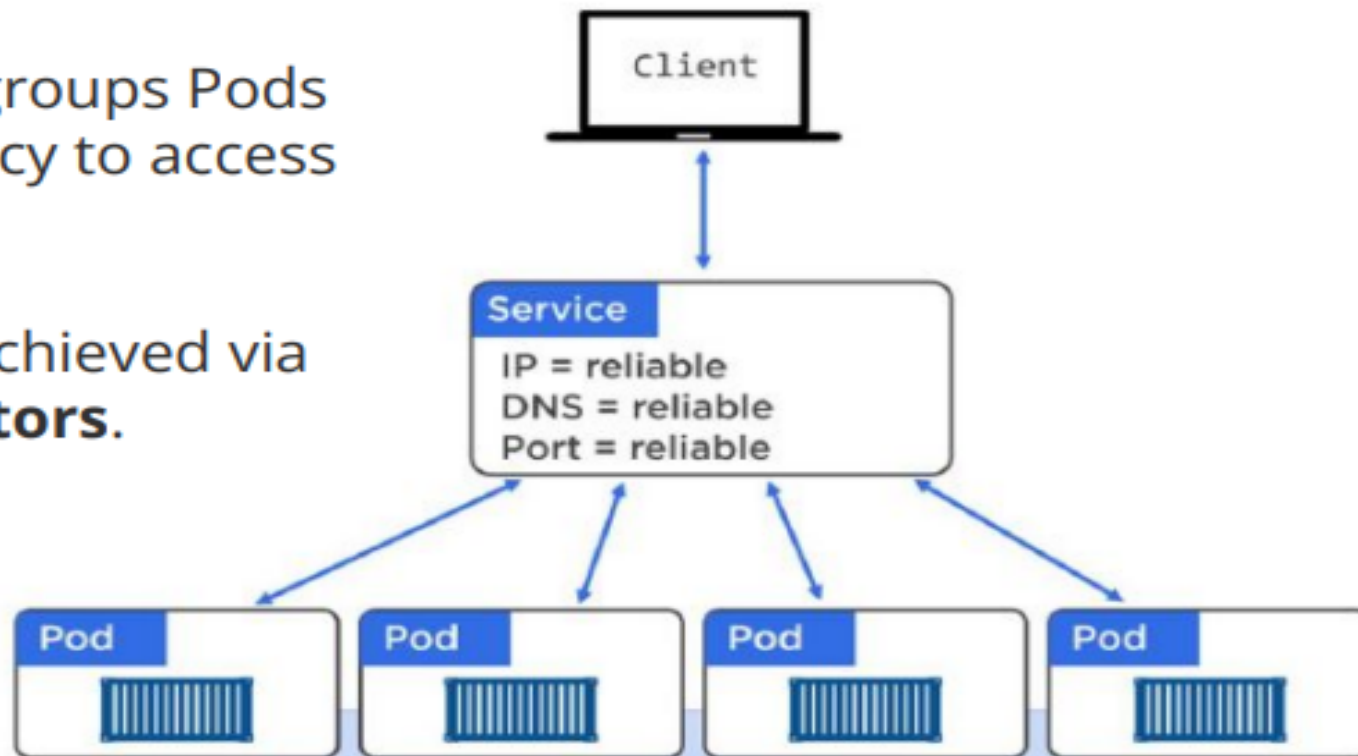 groups Pods
cy to access
chieved via
tors.
Client
Service
IP = reliable
DNS = reliable
Port = reliable
Pod
Pod
Pod
Pod